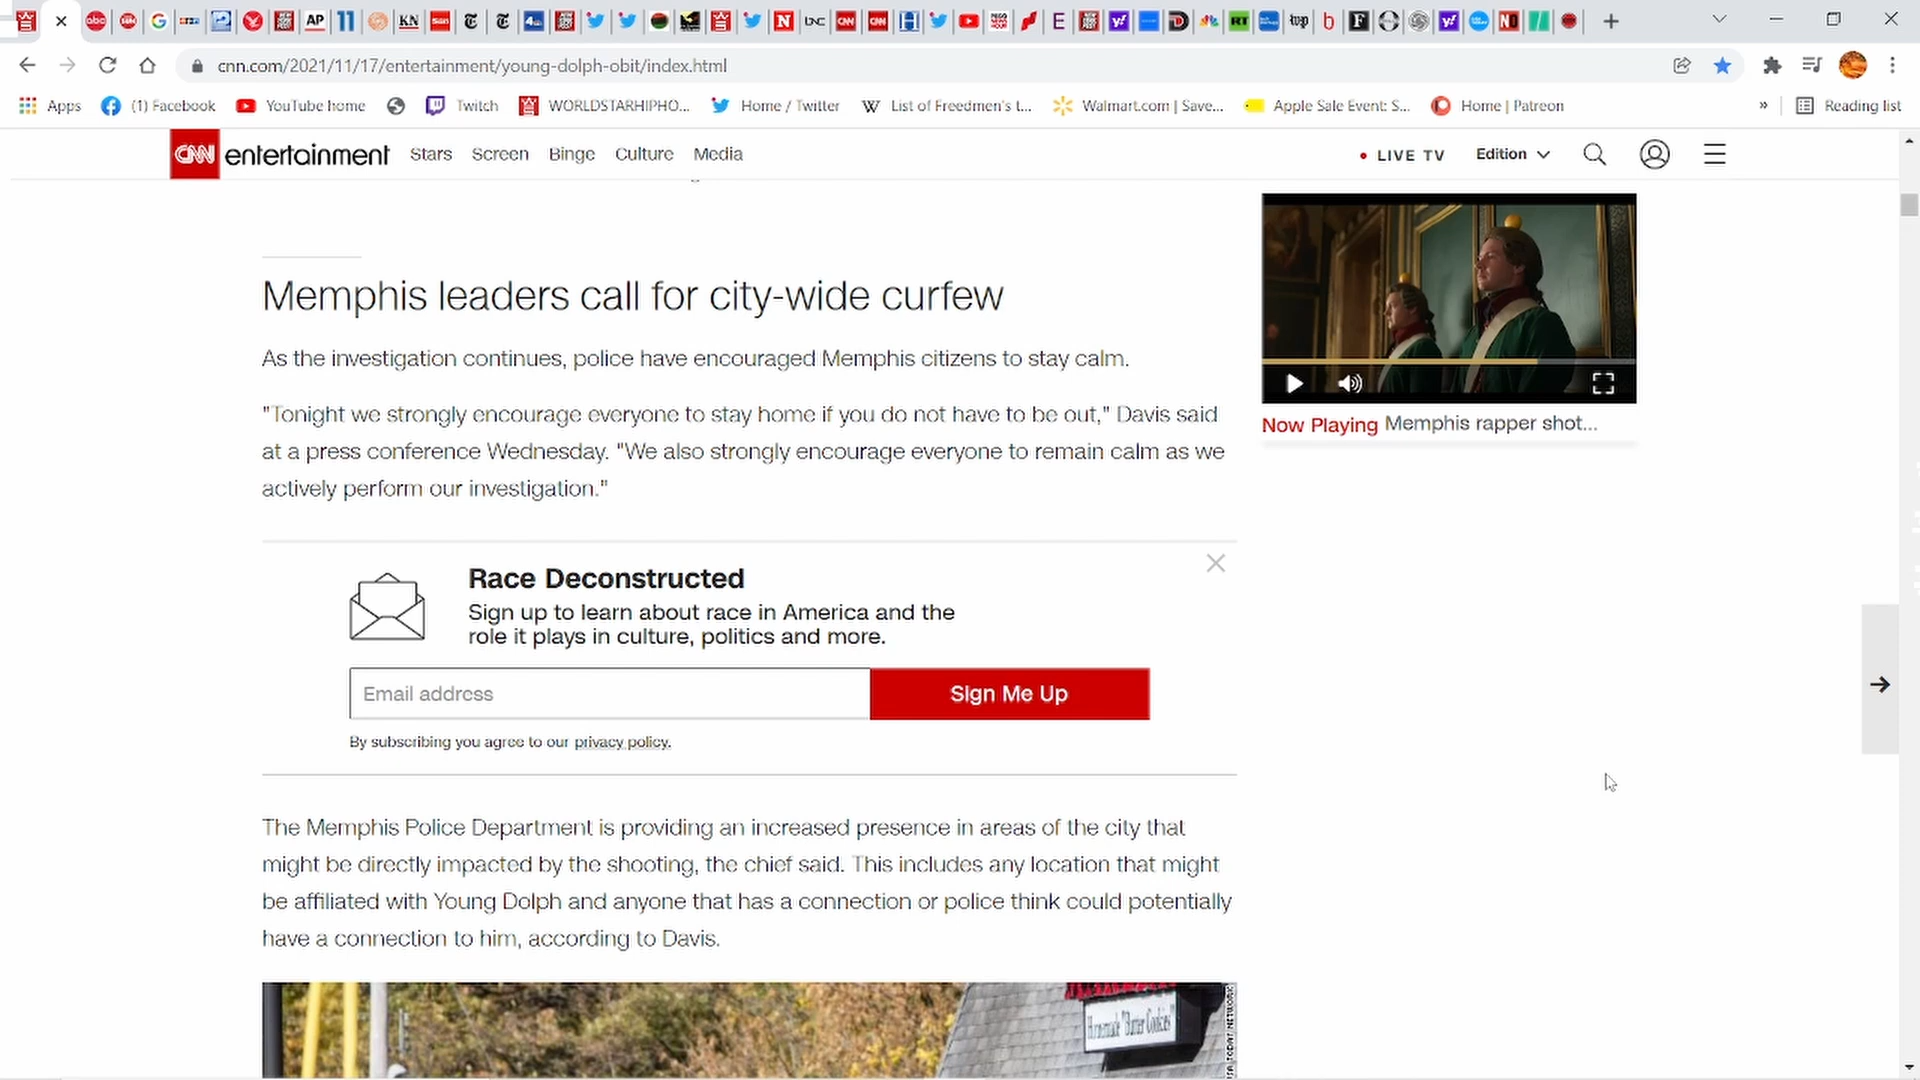 cnn.com/2021/11/17/entertainment/young-dolph-obit/index.html
Apps
(1) Facebook
YouTube home
Twitch
WORLDSTARHIPHO...
Home / Twitter
List of Freedmen's t...
Walmart.com | Save...
Apple Sale Event: S...
Home | Patreon
»
Reading list
CNN entertainment
Stars
Screen
Binge
Culture
Media
LIVE TV
Edition
Memphis leaders call for city-wide curfew
As the investigation continues, police have encouraged Memphis citizens to stay calm.
"Tonight we strongly encourage everyone to stay home if you do not have to be out," Davis said
at a press conference Wednesday. "We also strongly encourage everyone to remain calm as we
actively perform our investigation."
Now Playing Memphis rapper shot...
Race Deconstructed
Sign up to learn about race in America and the
role it plays in culture, politics and more.
Email address
Sign Me Up
By subscribing you agree to our privacy policy.
The Memphis Police Department is providing an increased presence in areas of the city that
might be directly impacted by the shooting, the chief said. This includes any location that might
be affiliated with Young Dolph and anyone that has a connection or police think could potentially
have a connection to him, according to Davis.
Homemade "Butter Cookies"